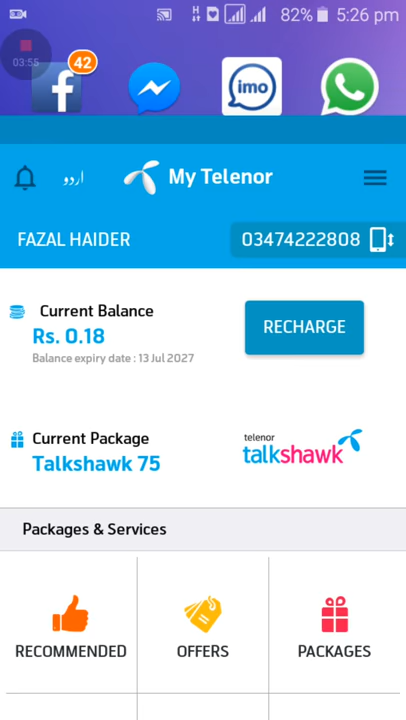 82% 5:26 pm
03:55
42
f
imo
اردو My Telenor
FAZAL HAIDER 03474222808
Current Balance
Rs. 0.18
Balance expiry date : 13 Jul 2027
RECHARGE
Current Package
Talkshawk 75
telenor
talkshawk
Packages & Services
RECOMMENDED OFFERS PACKAGES